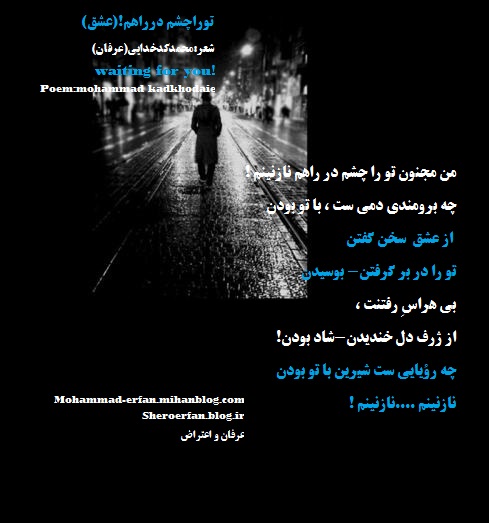 توراچشم درراهم!(عشق)
شعر:محمدکدخدایی(عرفان)
waiting for you!
Poem:mohammad kadkhodaie
من مجنون تو را چشم در راهم نازنینم !
چه برومندی دمی ست ، با تو بودن
از عشق سخن گفتن
تو را در بر گرفتن- بوسیدنِ
بی هراسِ رفتنت ،
از ژرف دل خندیدن-شاد بودن!
چه رؤیایی ست شیرین با تو بودن
نازنینم ....نازنینم !
Mohammad-erfan.mihanblog.com
Sheroerfan.blog.ir
عرفان و اعتراض